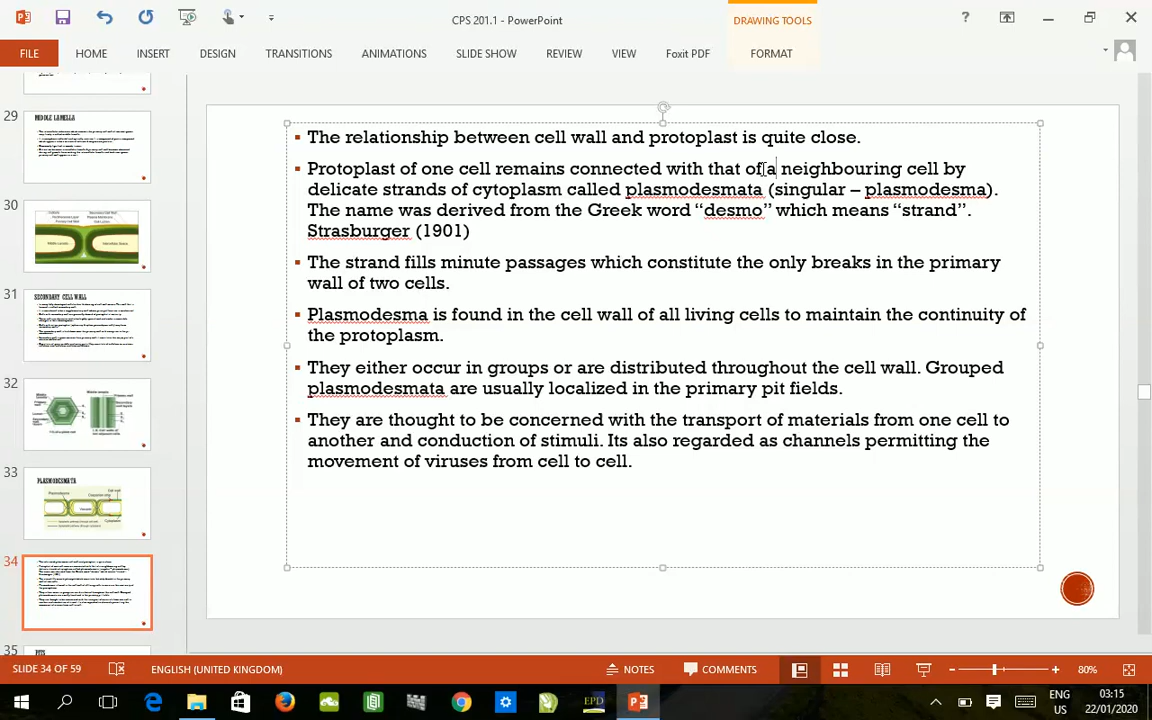 CPS 201.1 - PowerPoint
DRAWING TOOLS
FILE
HOME
INSERT
DESIGN
TRANSITIONS
ANIMATIONS
SLIDE SHOW
REVIEW
VIEW
Foxit PDF
FORMAT
29
MIDDLE LAMELLA
30
31
SECONDARY CELL WALL
32
33
PLASMODESMATA
34
35
▪ The relationship between cell wall and protoplast is quite close.
▪ Protoplast of one cell remains connected with that ofa neighbouring cell by
delicate strands of cytoplasm called plasmodesmata (singular – plasmodesma).
The name was derived from the Greek word “desmo” which means “strand”.
Strasburger (1901)
▪ The strand fills minute passages which constitute the only breaks in the primary
wall of two cells.
▪ Plasmodesma is found in the cell wall of all living cells to maintain the continuity of
the protoplasm.
▪ They either occur in groups or are distributed throughout the cell wall. Grouped
plasmodesmata are usually localized in the primary pit fields.
▪ They are thought to be concerned with the transport of materials from one cell to
another and conduction of stimuli. Its also regarded as channels permitting the
movement of viruses from cell to cell.
SLIDE 34 OF 59
ENGLISH (UNITED KINGDOM)
NOTES
COMMENTS
80%
EPD
ENG
US
03:15
22/01/2020